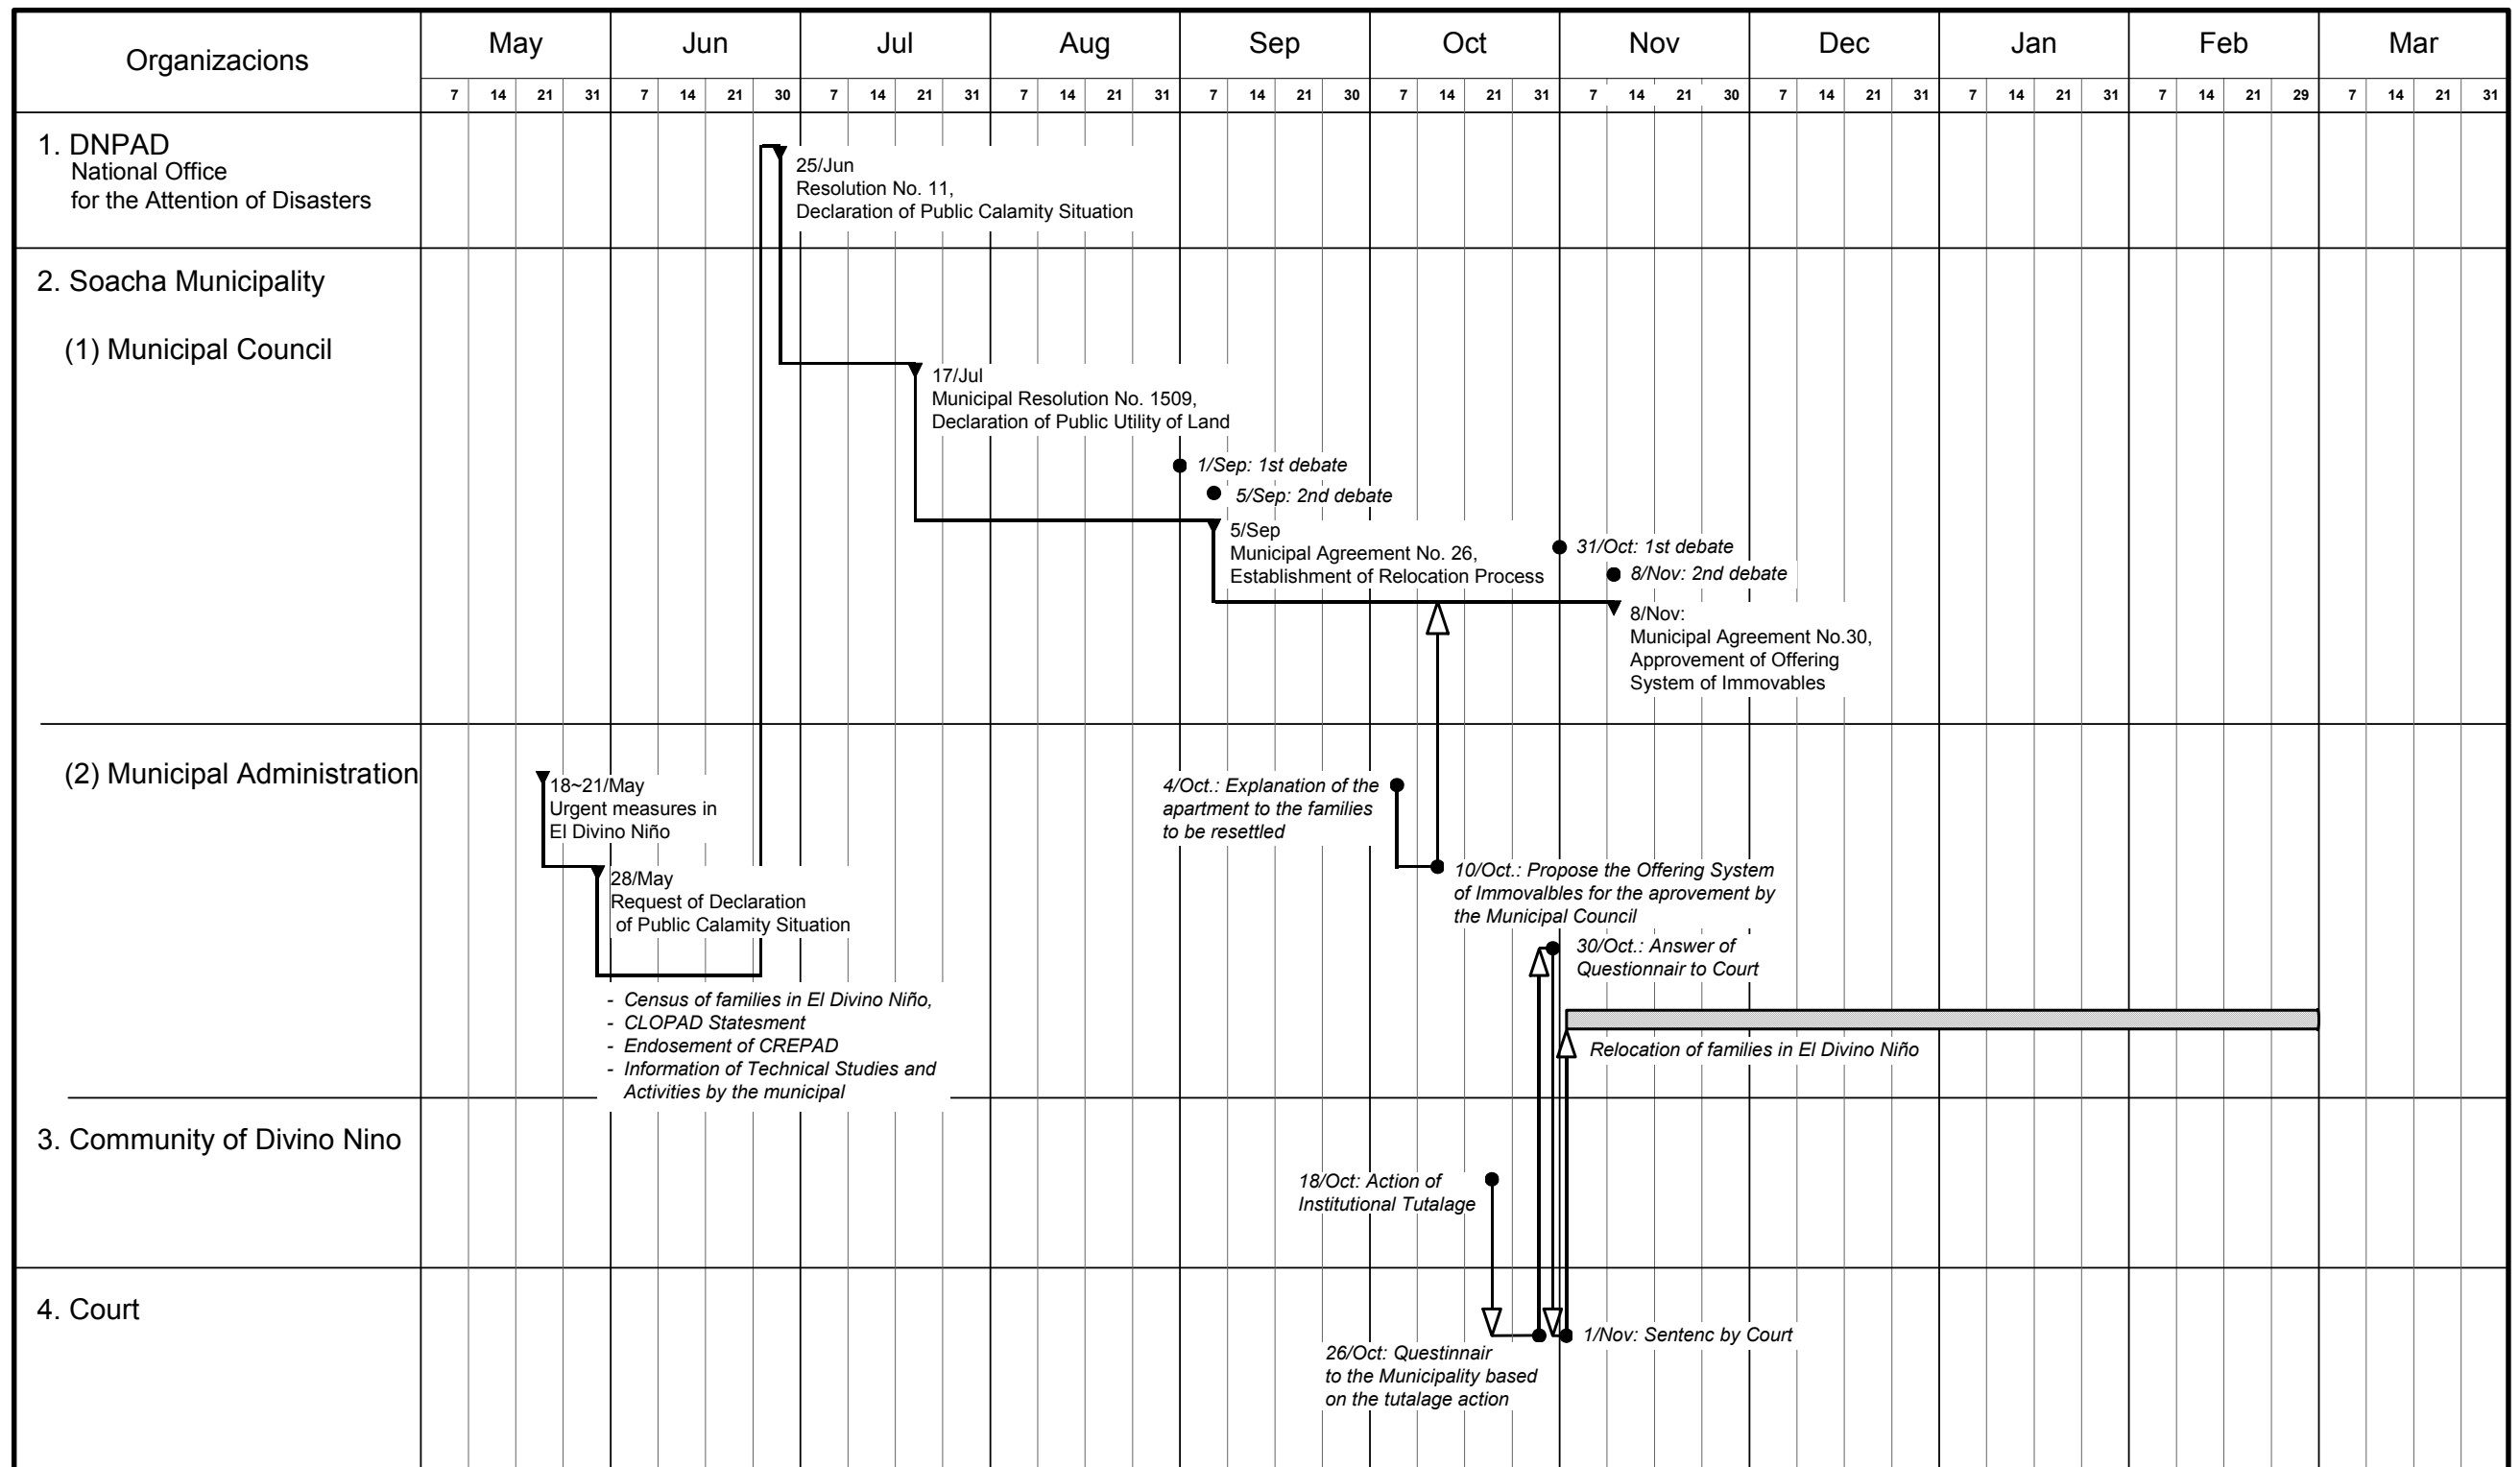 Organizacions
May Jun Jul Aug Sep Oct Nov Dec Jan Feb Mar
7 14 21 31 7 14 21 30 7 14 21 31 7 14 21 31 7 14 21 30 7 14 21 31 7 14 21 30 7 14 21 31 7 14 21 31 7 14 21 29 7 14 21 31
1. DNPAD
National Office
for the Attention of Disasters
25/Jun
Resolution No. 11,
Declaration of Public Calamity Situation
2. Soacha Municipality
(1) Municipal Council
17/Jul
Municipal Resolution No. 1509,
Declaration of Public Utility of Land
1/Sep: 1st debate
5/Sep: 2nd debate
5/Sep
Municipal Agreement No. 26,
Establishment of Relocation Process
31/Oct: 1st debate
8/Nov: 2nd debate
8/Nov:
Municipal Agreement No.30,
Approvement of Offering
System of Immovables
(2) Municipal Administration
18~21/May
Urgent measures in
El Divino Niño
28/May
Request of Declaration
of Public Calamity Situation
- Census of families in El Divino Niño,
- CLOPAD Statesment
- Endosement of CREPAD
- Information of Technical Studies and
Activities by the municipal
4/Oct.: Explanation of the
apartment to the families
to be resettled
10/Oct.: Propose the Offering System
of Immovalbles for the aprovement by
the Municipal Council
30/Oct.: Answer of
Questionnair to Court
Relocation of families in El Divino Niño
3. Community of Divino Nino
18/Oct: Action of
Institutional Tutalage
4. Court
1/Nov: Sentenc by Court
26/Oct: Questinnair
to the Municipality based
on the tutalage action